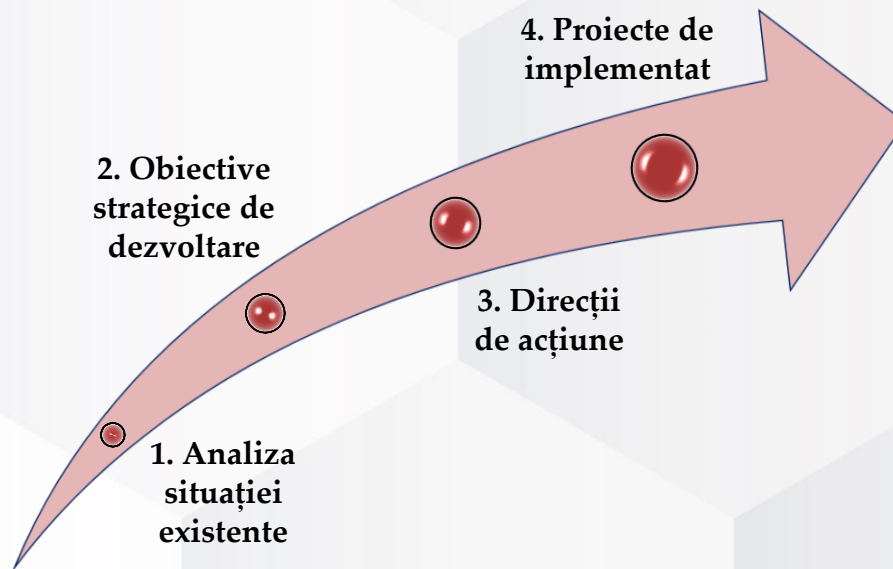 4. Proiecte de
implementat
2. Obiective
strategice de
dezvoltare
3. Direcții
de acțiune
1. Analiza
situației
existente